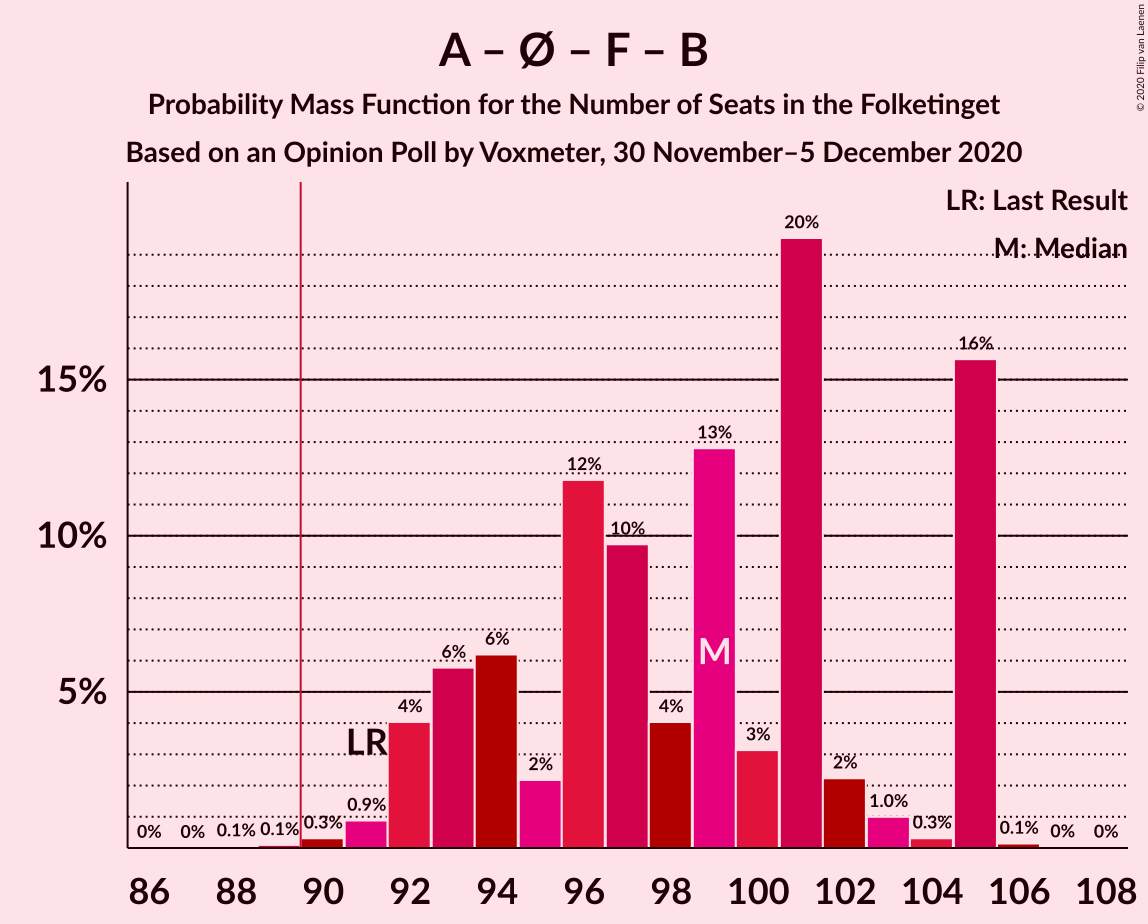 A – Ø – F – B
Probability Mass Function for the Number of Seats in the Folketinget
Based on an Opinion Poll by Voxmeter, 30 November–5 December 2020
© 2020 Filip van Laenen
LR: Last Result
M: Median
15%
10%
5%
0%
0%
0.1%
0.1%
0.3%
0.9%
LR
4%
6%
6%
2%
12%
10%
4%
13%
M
3%
20%
2%
1.0%
0.3%
16%
0.1%
0%
0%
86 88 90 92 94 96 98 100 102 104 106 108